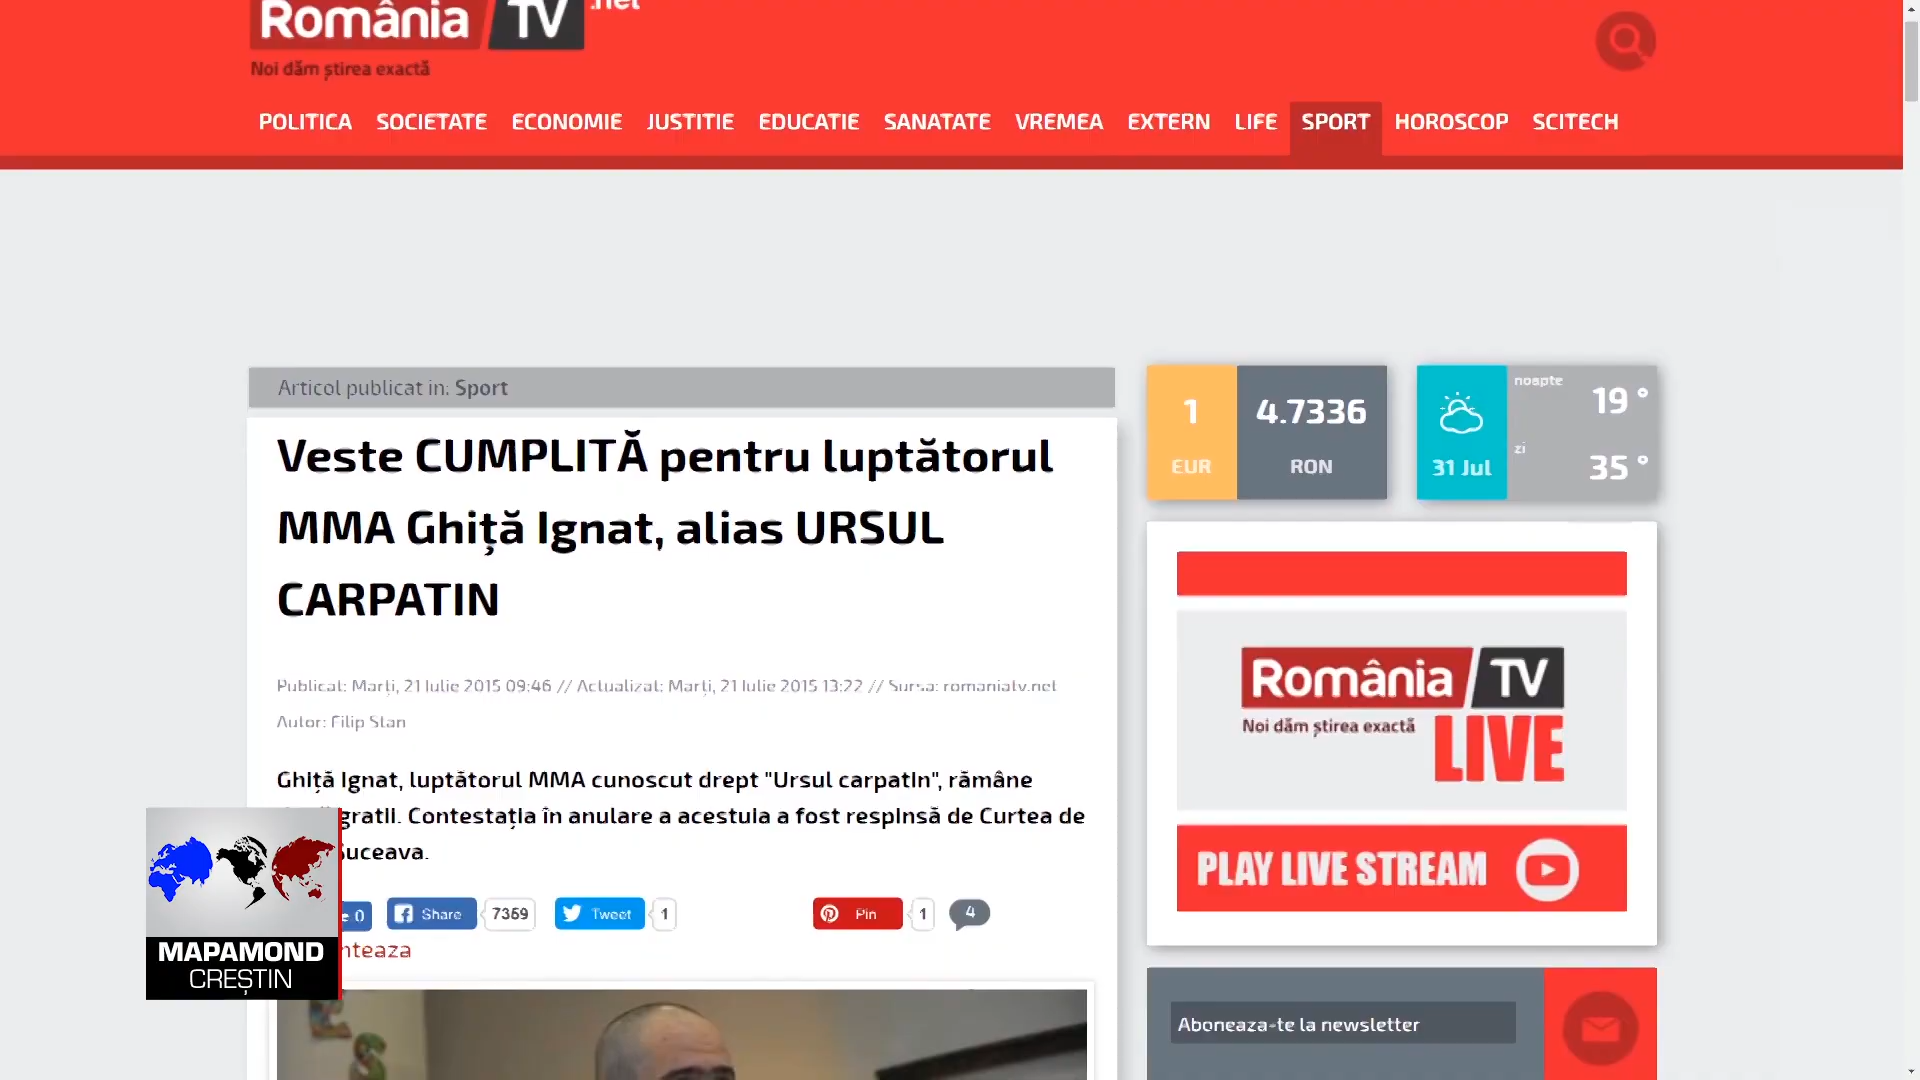 România TV .net
Noi dăm știrea exactă
POLITICA SOCIETATE ECONOMIE JUSTITIE EDUCATIE SANATATE VREMEA EXTERN LIFE SPORT HOROSCOP SCITECH
Articol publicat in: Sport
Veste CUMPLITĂ pentru luptătorul
MMA Ghiță Ignat, alias URSUL
CARPATIN
Publicat: Marți, 21 Iulie 2015 09:46 // Actualizat: Marți, 21 Iulie 2015 13:22 // Sursa: romaniatv.net
Autor: Filip Stan
Ghiță Ignat, luptătorul MMA cunoscut drept "Ursul carpatin", rămâne
gratii. Contestația în anulare a acestuia a fost respinsă de Curtea de
Suceava.
e 0 Share 7359 Tweet 1 Pin 1 4
nteaza
1 EUR
4.7336 RON
31 Jul
noapte 19 °
zi 35 °
România TV
Noi dăm știrea exactă LIVE
PLAY LIVE STREAM
Aboneaza-te la newsletter
MAPAMOND
CREȘTIN